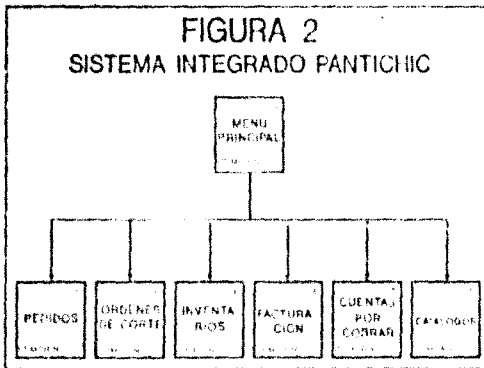 FIGURA 2
SISTEMA INTEGRADO PANTICHIC
MENU
PRINCIPAL
PEDIDOS
ORDENES
DE CORTE
INVENTA
RIOS
FACTURA
CION
CUENTAS
POR
COBRAR
CATALOGOS